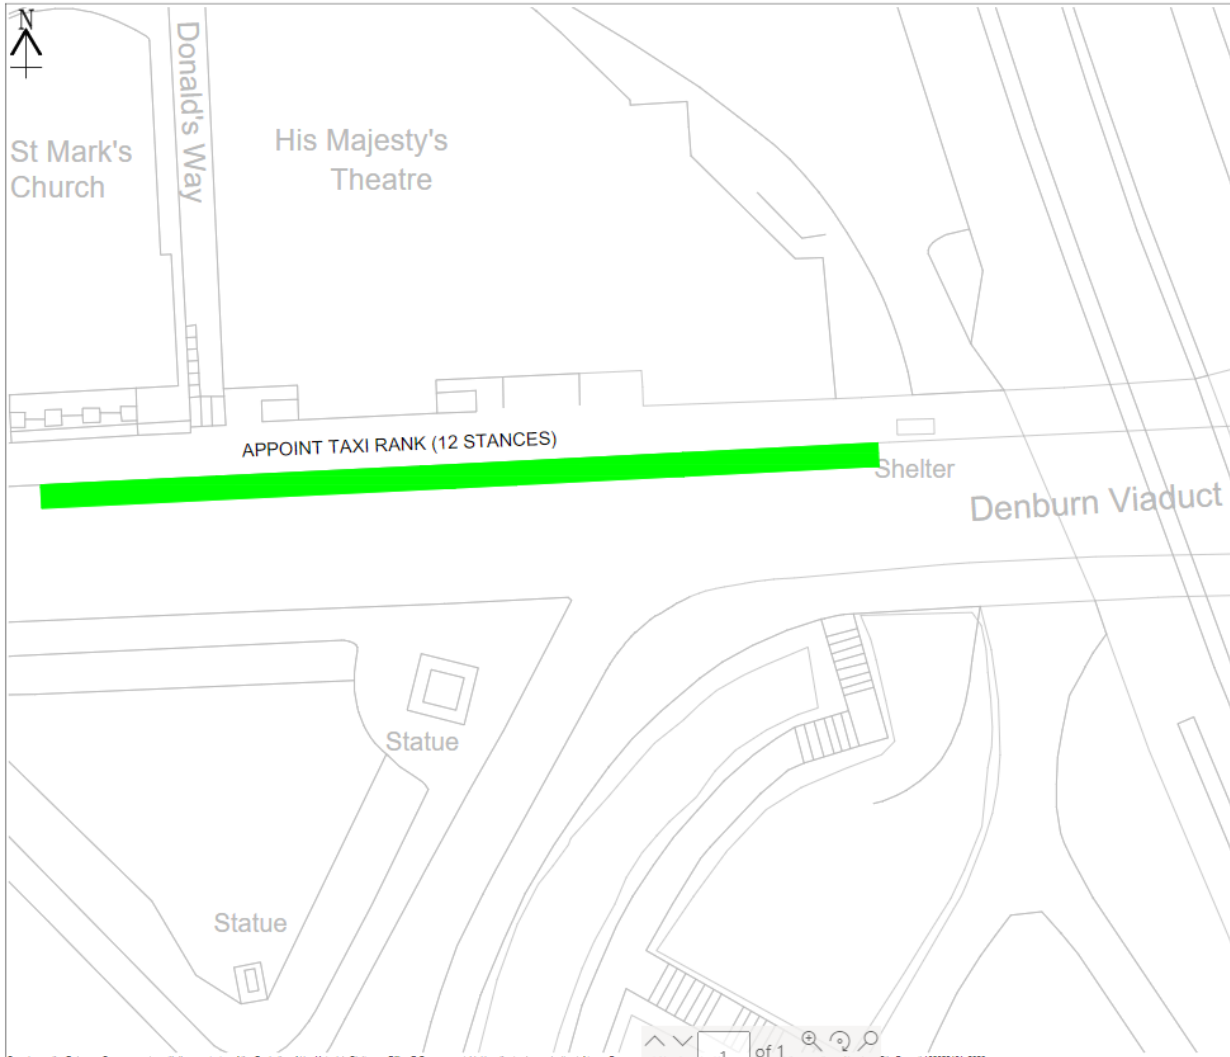 N
Donald's Way
St Mark's
Church
His Majesty's
Theatre
APPOINT TAXI RANK (12 STANCES)
Shelter
Denburn Viaduct
Statue
Statue
1 of 1